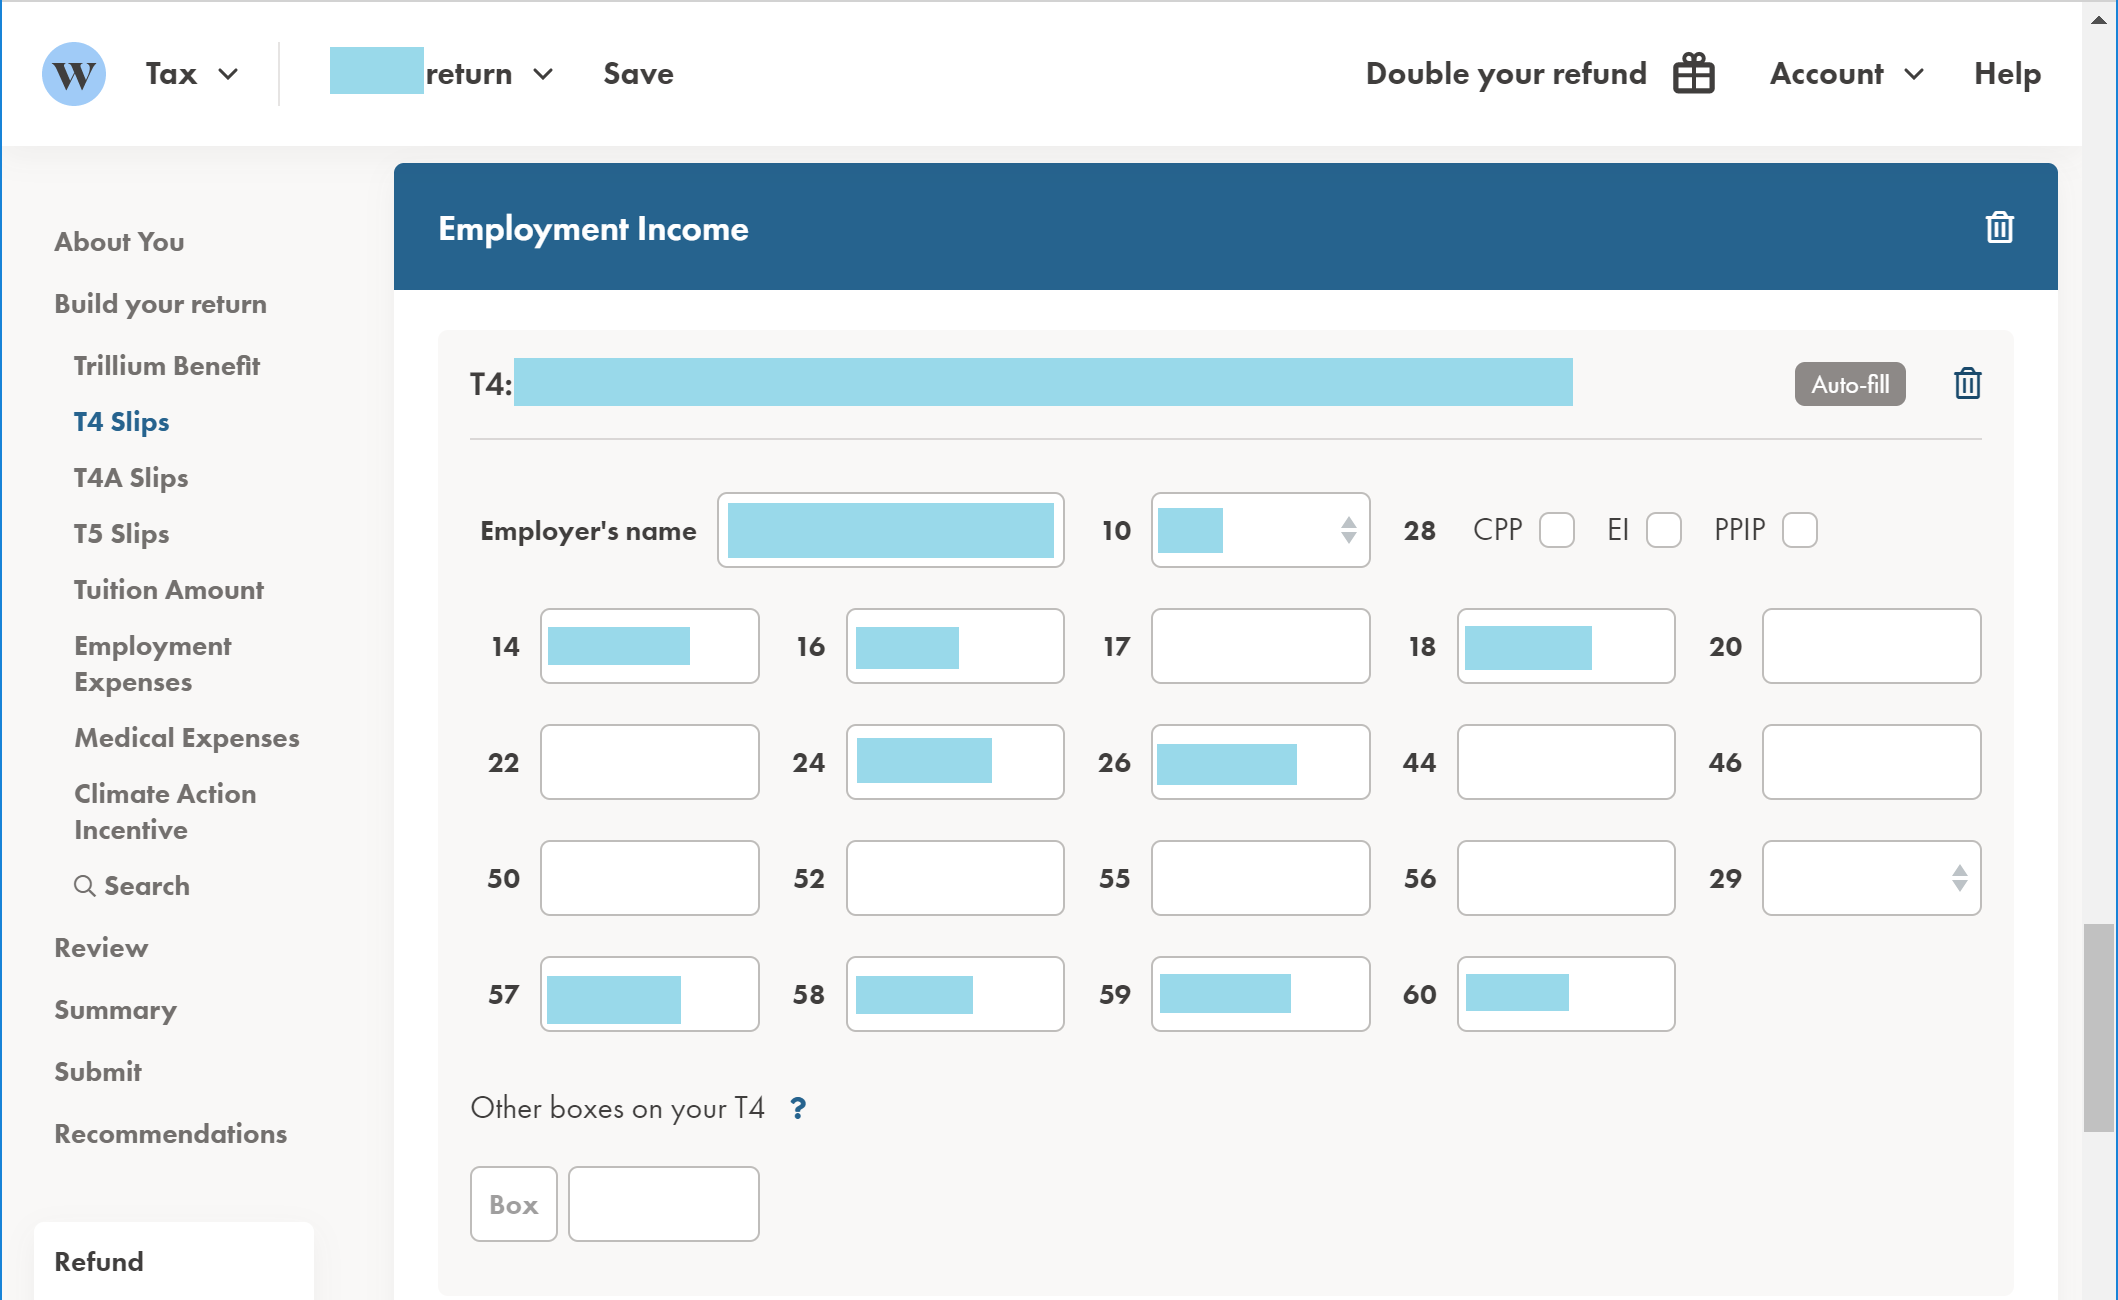 W Tax return Save Double your refund Account Help
Employment Income
About You
Build your return
Trillium Benefit
T4 Slips
T4A Slips
T5 Slips
Tuition Amount
Employment
Expenses
Medical Expenses
Climate Action
Incentive
Search
Review
Summary
Submit
Recommendations
Refund
T4: Auto-fill
Employer's name 10 28 CPP EI PPIP
14 16 17 18 20
22 24 26 44 46
50 52 55 56 29
57 58 59 60
Other boxes on your T4 ?
Box